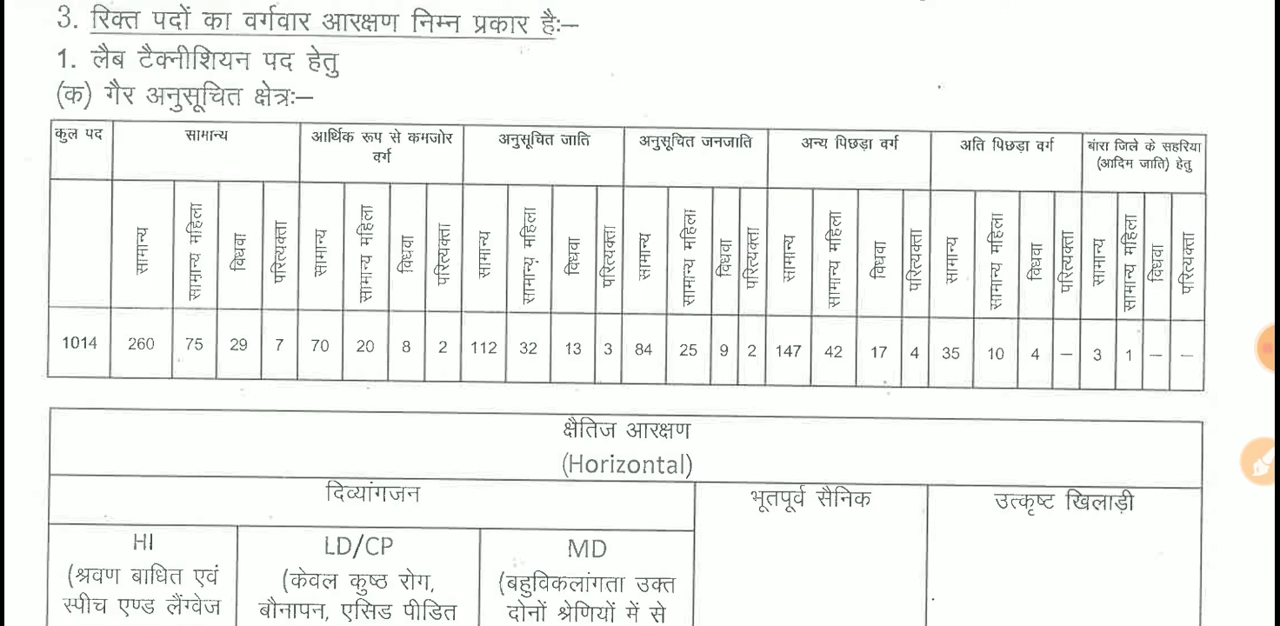 3. रिक्त पदों का वर्गवार आरक्षण निम्न प्रकार है:–
1. लैब टैक्नीशियन पद हेतु
(क) गैर अनुसूचित क्षेत्रः–
कुल पद सामान्य आर्थिक रूप से कमजोर वर्ग अनुसूचित जाति अनुसूचित जनजाति अन्य पिछड़ा वर्ग अति पिछड़ा वर्ग बांरा जिले के सहरिया (आदिम जाति) हेतु
सामान्य सामान्य महिला विधवा परित्यक्ता सामान्य सामान्य महिला विधवा परित्यक्ता सामान्य सामान्य महिला विधवा परित्यक्ता सामान्य सामान्य महिला विधवा परित्यक्ता सामान्य सामान्य महिला विधवा परित्यक्ता सामान्य सामान्य महिला विधवा परित्यक्ता सामान्य सामान्य महिला विधवा परित्यक्ता
1014 260 75 29 7 70 20 8 2 112 32 13 3 84 25 9 2 147 42 17 4 35 10 4 – 3 1 – –
क्षैतिज आरक्षण
(Horizontal)
दिव्यांगजन भूतपूर्व सैनिक उत्कृष्ट खिलाड़ी
HI LD/CP MD
(श्रवण बाधित एवं (केवल कुष्ठ रोग, (बहुविकलांगता उक्त
स्पीच एण्ड लैंग्वेज बौनापन, एसिड पीडित दोनों श्रेणियों में से